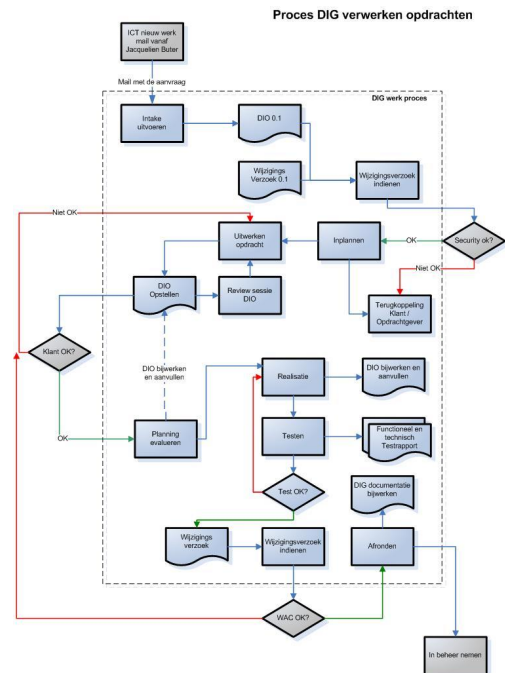 Proces DIG verwerken opdrachten
ICT nieuw werk
mail vanaf
Jacquelien Buter
Mail met de aanvraag
DIG werk proces
Intake
uitvoeren
DIO 0.1
Wijzigings
Verzoek 0.1
Wijzigingsverzoek
indienen
Niet OK
Uitwerken
opdracht
Inplannen
OK
Security ok?
Niet OK
DIO
Opstellen
Review sessie
DIO
Terugkoppeling
Klant /
Opdrachtgever
Klant OK?
DIO bijwerken
en aanvullen
Realisatie
DIO bijwerken en
aanvullen
OK
Planning
evalueren
Testen
Functioneel en
technisch
Testrapport
Test OK?
DIG documentatie
bijwerken
Wijzigings
verzoek
Wijzigingsverzoek
indienen
Afronden
WAC OK?
In beheer nemen